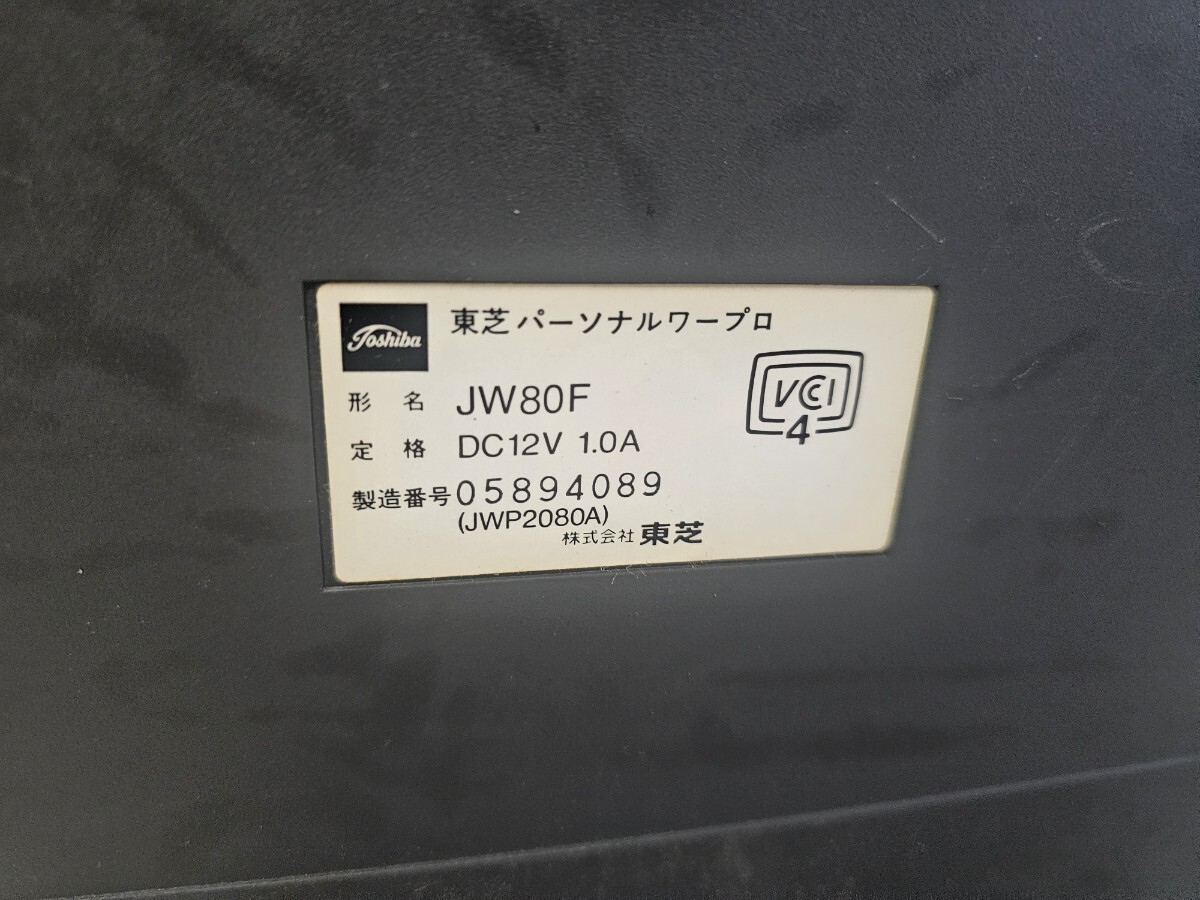 Toshiba
東芝パーソナルワープロ
形名 JW80F
定格 DC12V 1.0A
製造番号 05894089
(JWP2080A)
株式会社 東芝
VCCI
4